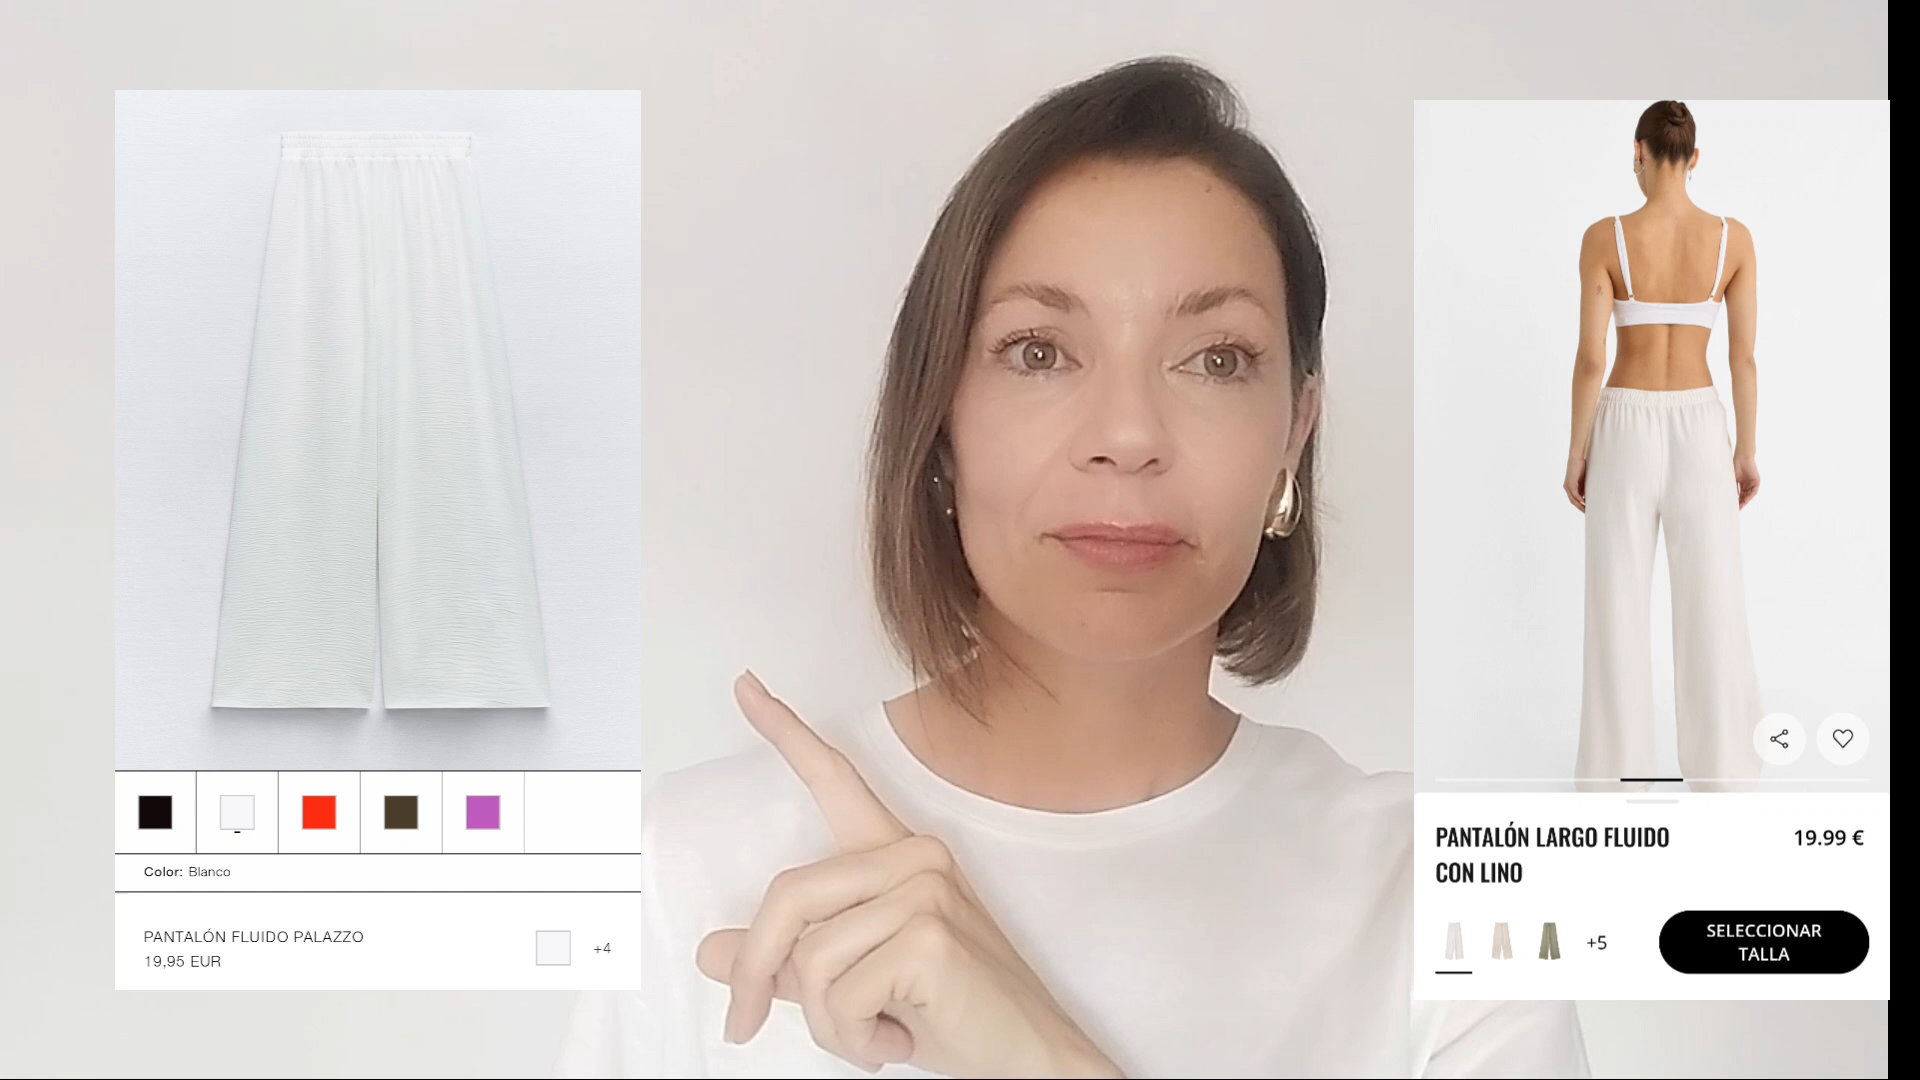 Color: Blanco
PANTALÓN FLUIDO PALAZZO
19,95 EUR
+4
PANTALÓN LARGO FLUIDO
CON LINO
19.99 €
+5
SELECCIONAR
TALLA